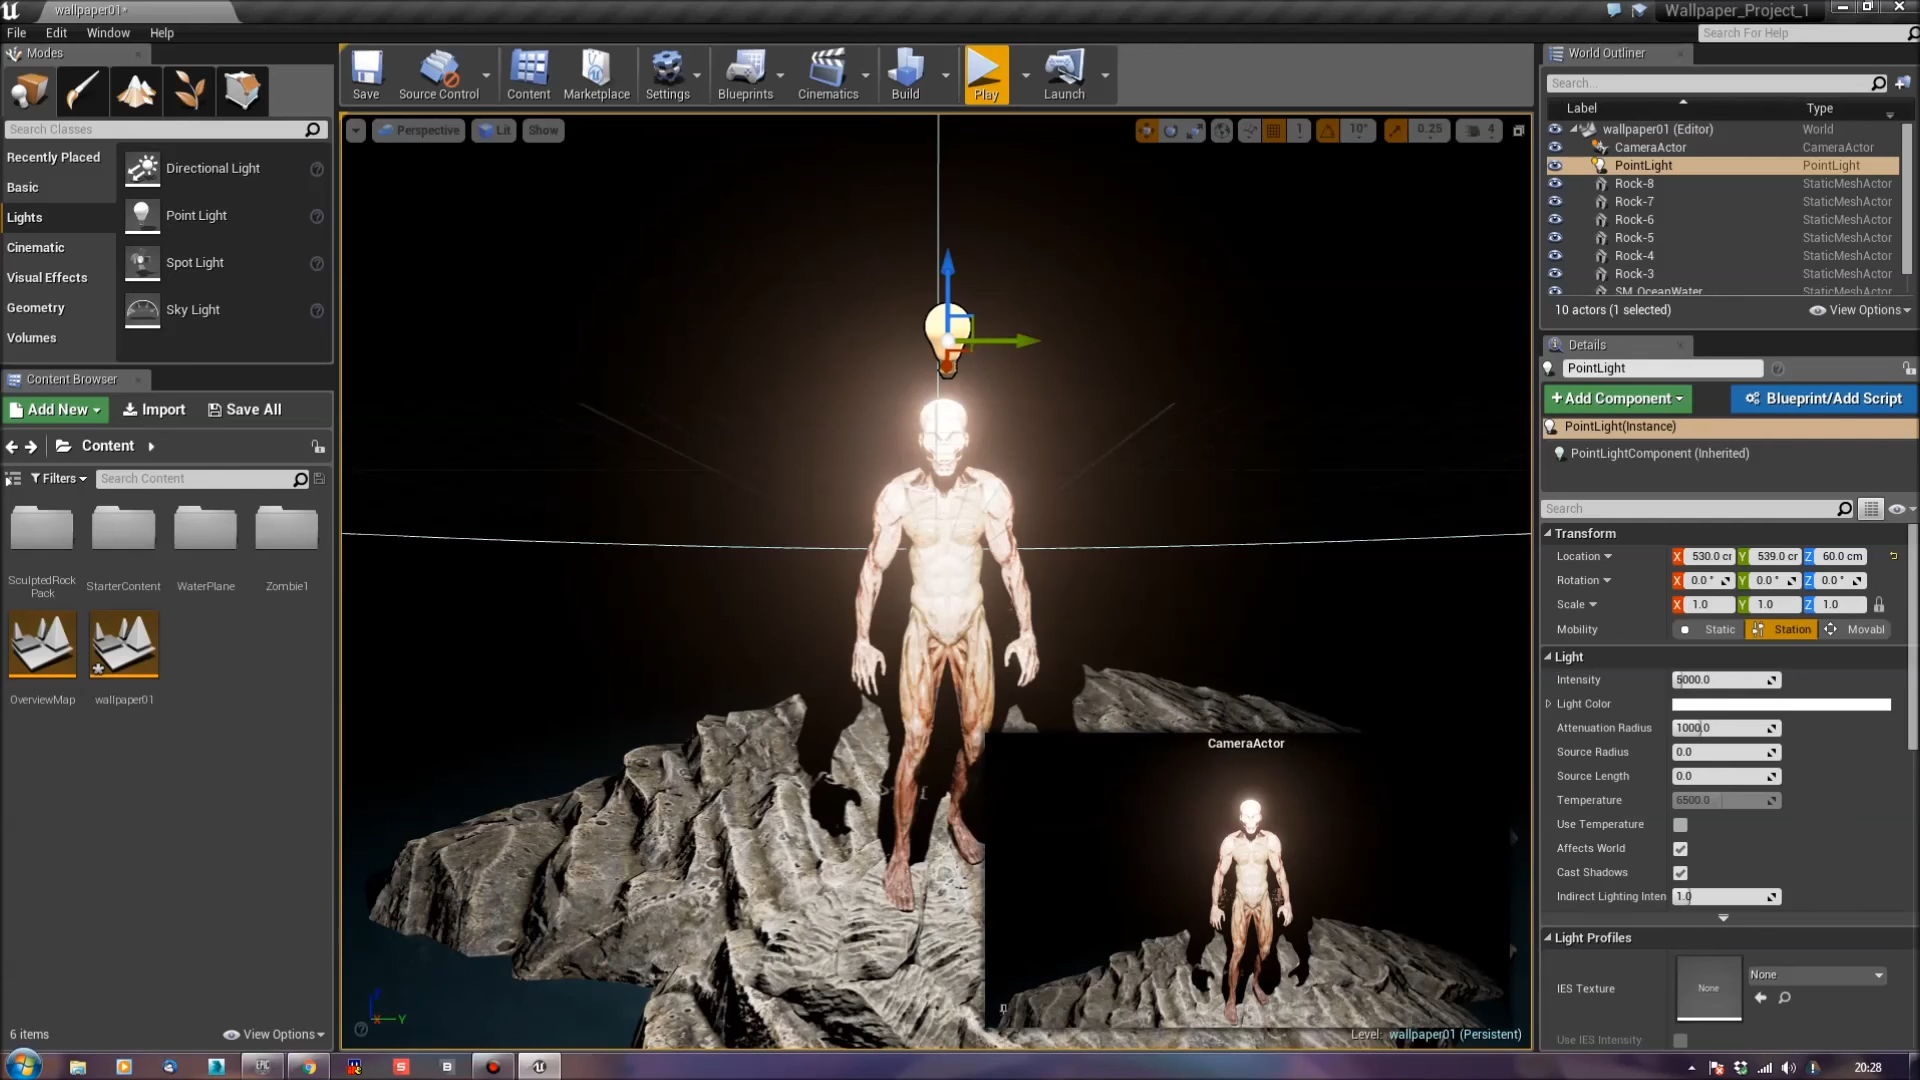 wallpaper01*
Wallpaper_Project_1
File Edit Window Help
Search For Help
Modes
Search Classes
Recently Placed
Basic
Lights
Cinematic
Visual Effects
Geometry
Volumes
Directional Light
Point Light
Spot Light
Sky Light
Save
Source Control
Content
Marketplace
Settings
Blueprints
Cinematics
Build
Play
Launch
Perspective
Lit
Show
1
10°
0.25
4
CameraActor
Level: wallpaper01 (Persistent)
Content Browser
Add New
Import
Save All
Content
Filters
Search Content
SculptedRock
Pack
StarterContent
WaterPlane
Zombie1
OverviewMap
wallpaper01
6 items
View Options
World Outliner
Search...
Label Type
wallpaper01 (Editor) World
CameraActor CameraActor
PointLight PointLight
Rock-8 StaticMeshActor
Rock-7 StaticMeshActor
Rock-6 StaticMeshActor
Rock-5 StaticMeshActor
Rock-4 StaticMeshActor
Rock-3 StaticMeshActor
SM_OceanWater StaticMeshActor
10 actors (1 selected)
View Options
Details
PointLight
+Add Component
Blueprint/Add Script
PointLight(Instance)
PointLightComponent (Inherited)
Search
Transform
Location X 530.0 cr Y 539.0 cr Z 60.0 cm
Rotation X 0.0 ° Y 0.0 ° Z 0.0 °
Scale X 1.0 Y 1.0 Z 1.0
Mobility Static Station Movabl
Light
Intensity 5000.0
Light Color
Attenuation Radius 1000.0
Source Radius 0.0
Source Length 0.0
Temperature 6500.0
Use Temperature
Affects World
Cast Shadows
Indirect Lighting Inten 1.0
Light Profiles
IES Texture
None
None
Use IES Intensity
Z
X Y
EPIC
S
B
20:28